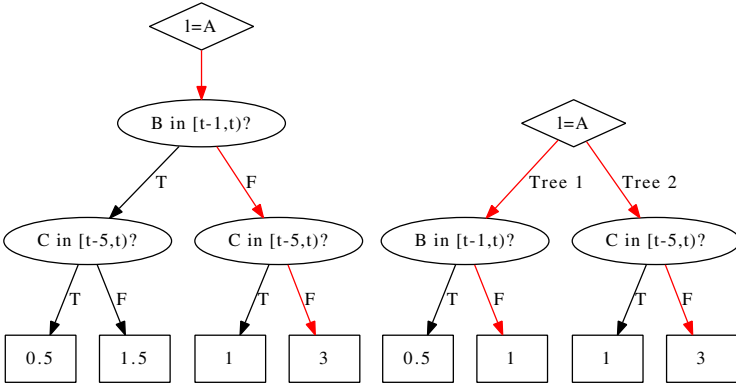 l=A
B in [t-1,t)?
T
F
C in [t-5,t)?
C in [t-5,t)?
T
F
T
F
0.5
1.5
1
3
l=A
Tree 1
Tree 2
B in [t-1,t)?
C in [t-5,t)?
T
F
T
F
0.5
1
1
3